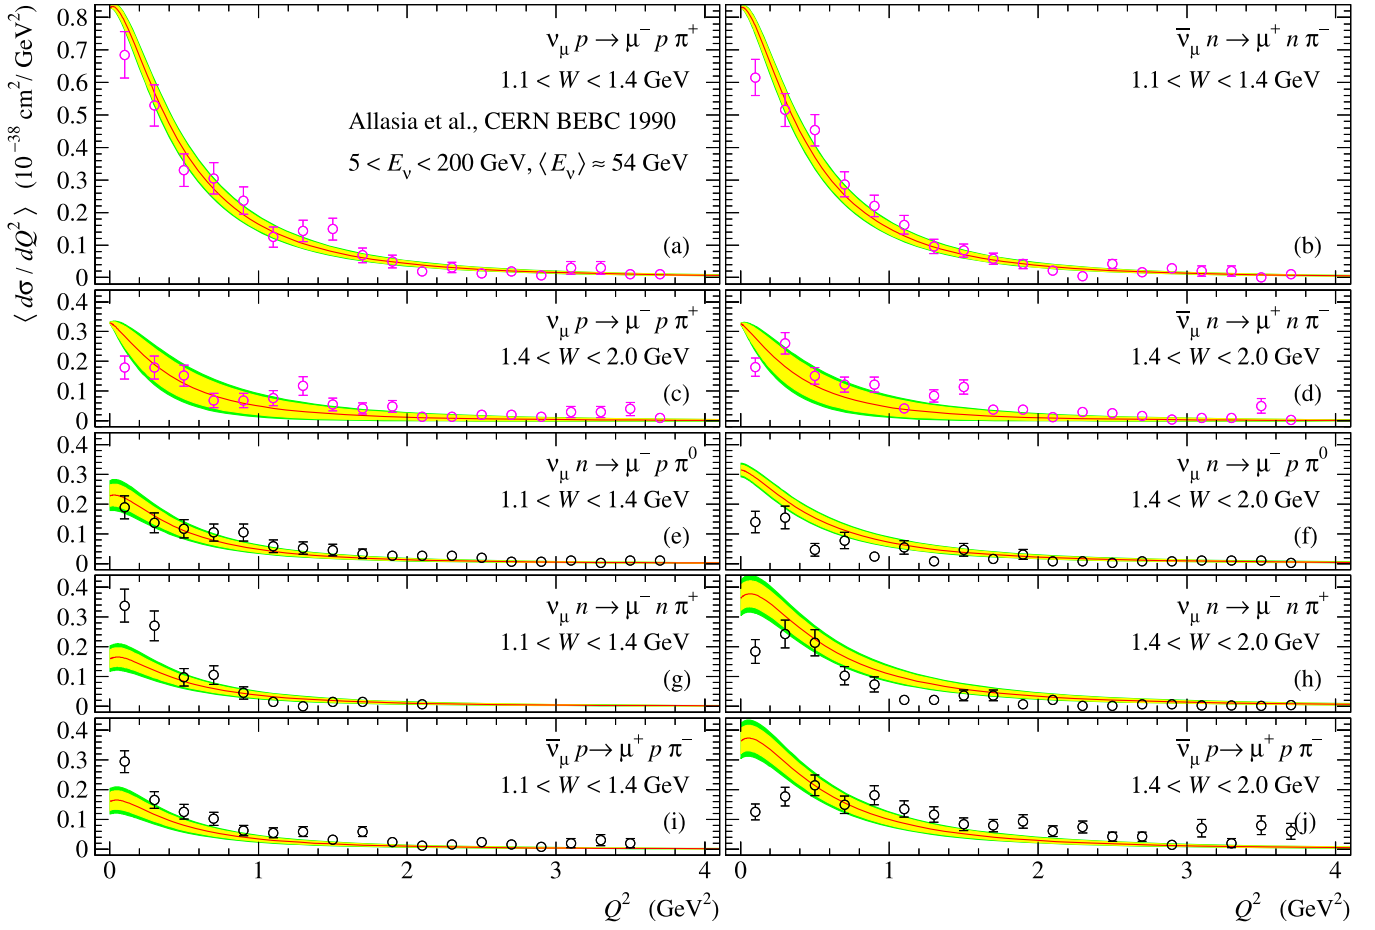 ⟨ dσ / dQ² ⟩ (10⁻³⁸ cm²/ GeV²)
0.8
0.7
0.6
0.5
0.4
0.3
0.2
0.1
0
ν_μ p → μ⁻ p π⁺
1.1 < W < 1.4 GeV
Allasia et al., CERN BEBC 1990
5 < E_ν < 200 GeV, ⟨ E_ν ⟩ ≈ 54 GeV
(a)
ν̅_μ n → μ⁺ n π⁻
1.1 < W < 1.4 GeV
(b)
0.4
0.3
0.2
0.1
0
ν_μ p → μ⁻ p π⁺
1.4 < W < 2.0 GeV
(c)
ν̅_μ n → μ⁺ n π⁻
1.4 < W < 2.0 GeV
(d)
0.4
0.3
0.2
0.1
0
ν_μ n → μ⁻ p π⁰
1.1 < W < 1.4 GeV
(e)
ν_μ n → μ⁻ p π⁰
1.4 < W < 2.0 GeV
(f)
0.4
0.3
0.2
0.1
0
ν_μ n → μ⁻ n π⁺
1.1 < W < 1.4 GeV
(g)
ν_μ n → μ⁻ n π⁺
1.4 < W < 2.0 GeV
(h)
0.4
0.3
0.2
0.1
0
ν̅_μ p → μ⁺ p π⁻
1.1 < W < 1.4 GeV
(i)
ν̅_μ p → μ⁺ p π⁻
1.4 < W < 2.0 GeV
(j)
0 1 2 3 4
0 1 2 3 4
Q² (GeV²)
Q² (GeV²)